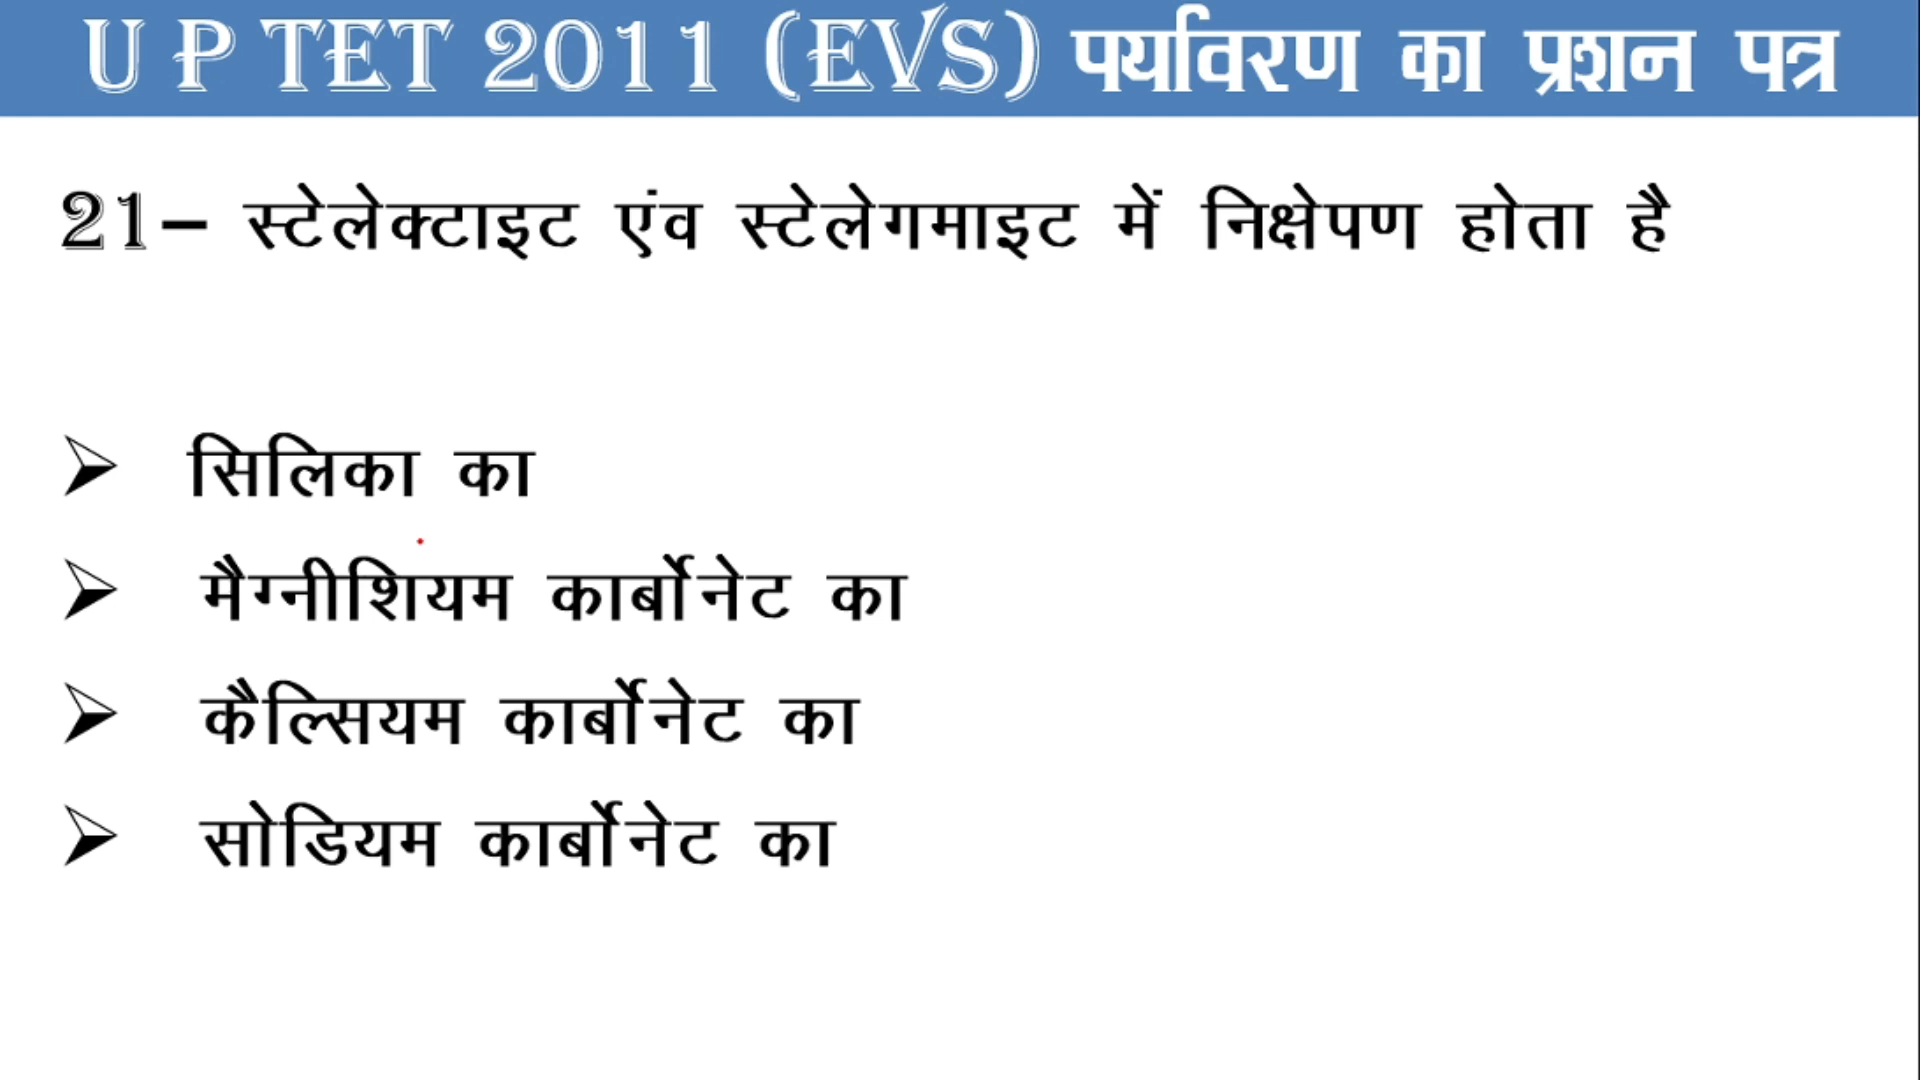 U P TET 2011 (EVS) पर्यावरण का प्रशन पत्र
21– स्टेलेक्टाइट एंव स्टेलेगमाइट में निक्षेपण होता है
सिलिका का
मैग्नीशियम कार्बोनेट का
कैल्सियम कार्बोनेट का
सोडियम कार्बोनेट का